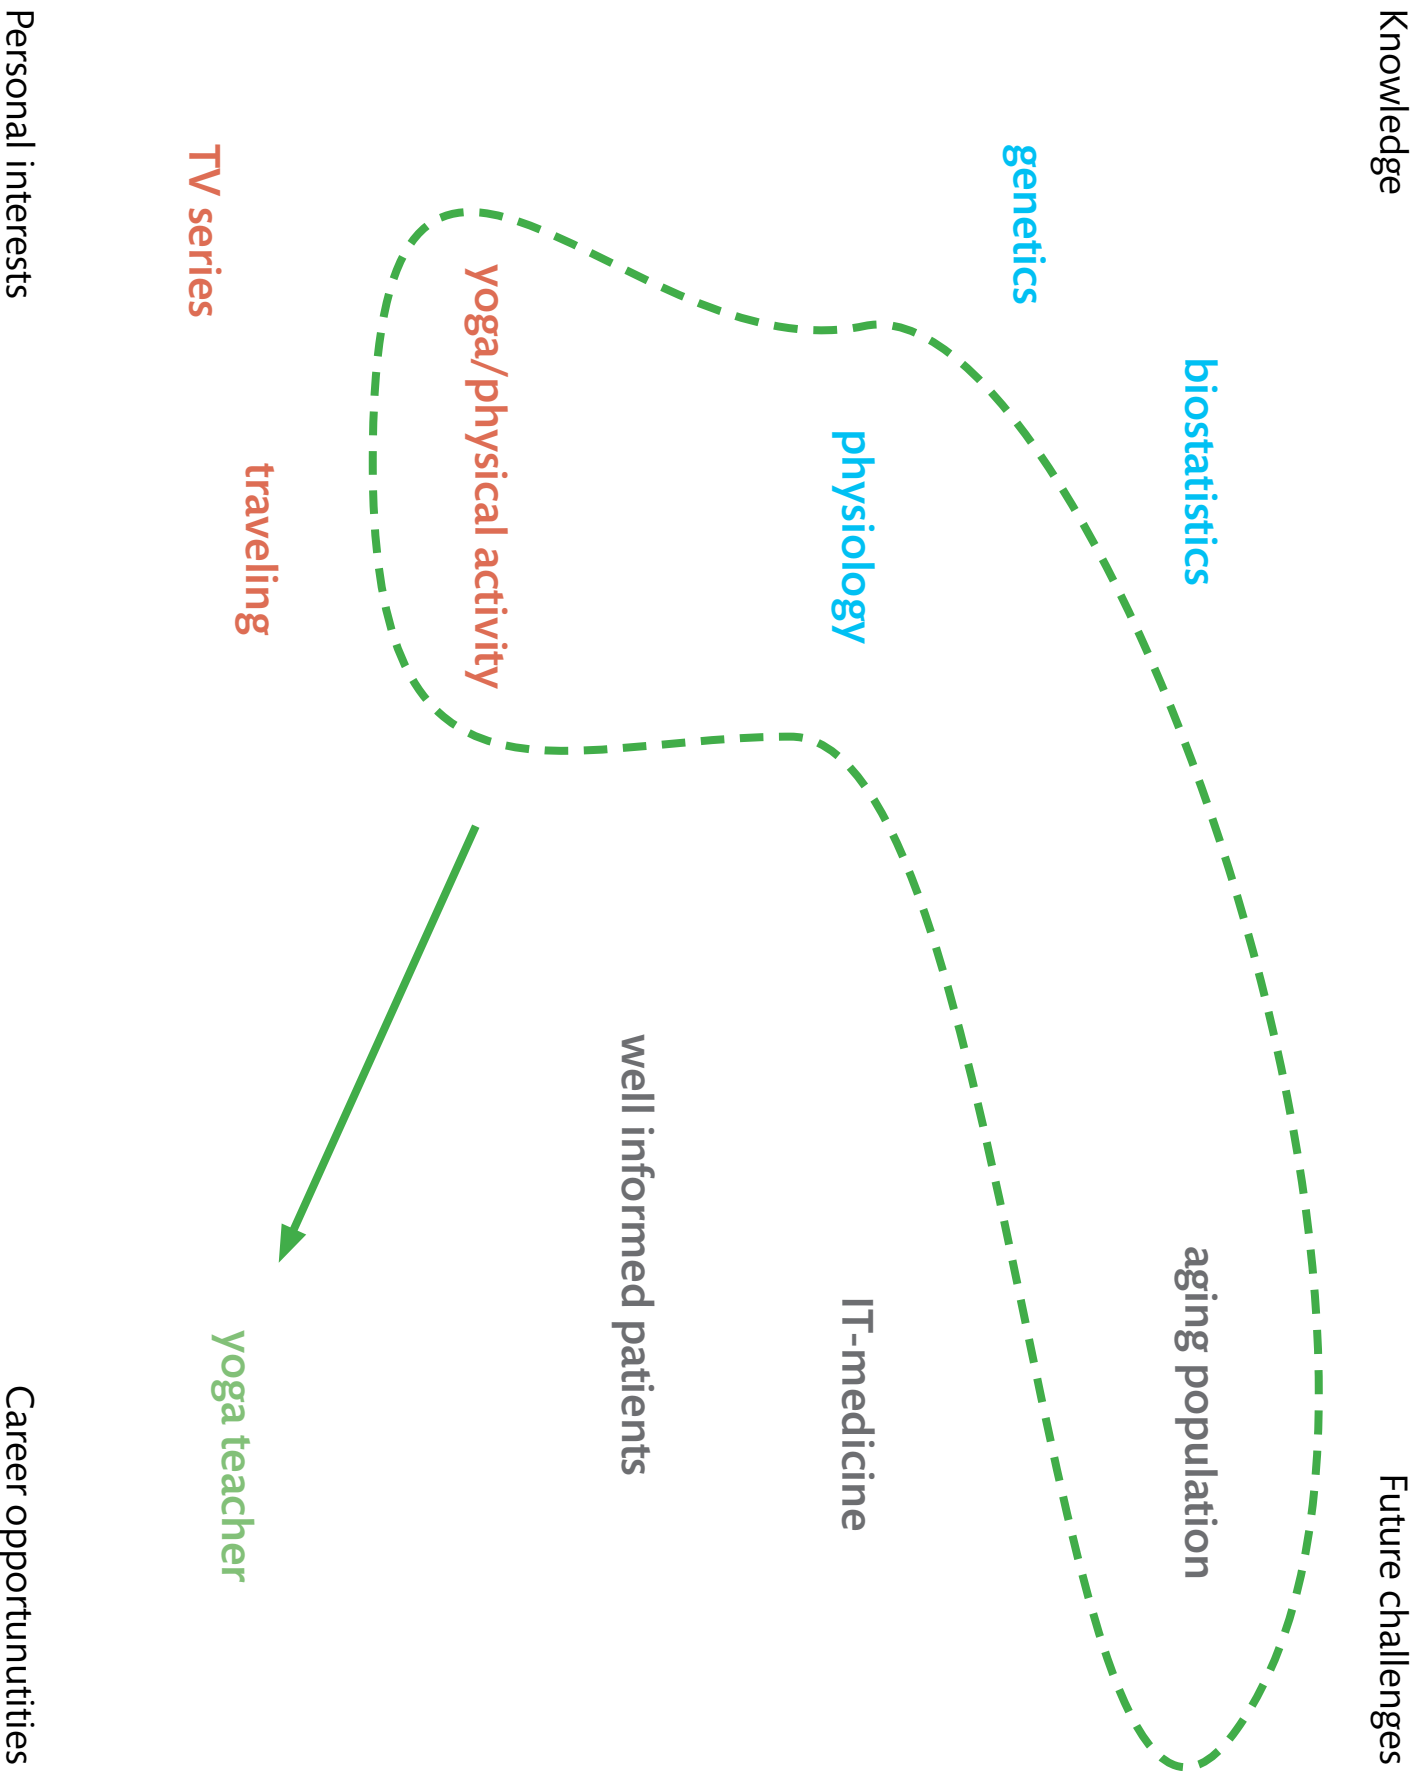 Knowledge
Future challenges
genetics
biostatistics
physiology
aging population
IT-medicine
well informed patients
yoga/physical activity
TV series
traveling
yoga teacher
Personal interests
Career opportunutities